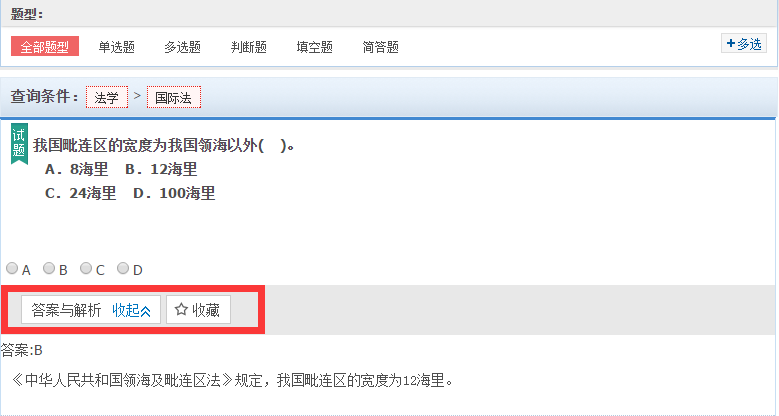 题型：
全部题型 单选题 多选题 判断题 填空题 简答题 +多选
查询条件： 法学 > 国际法
试题
我国毗连区的宽度为我国领海以外( )。
A．8海里 B．12海里
C．24海里 D．100海里
A B C D
答案与解析 收起 收藏
答案:B
《中华人民共和国领海及毗连区法》规定，我国毗连区的宽度为12海里。